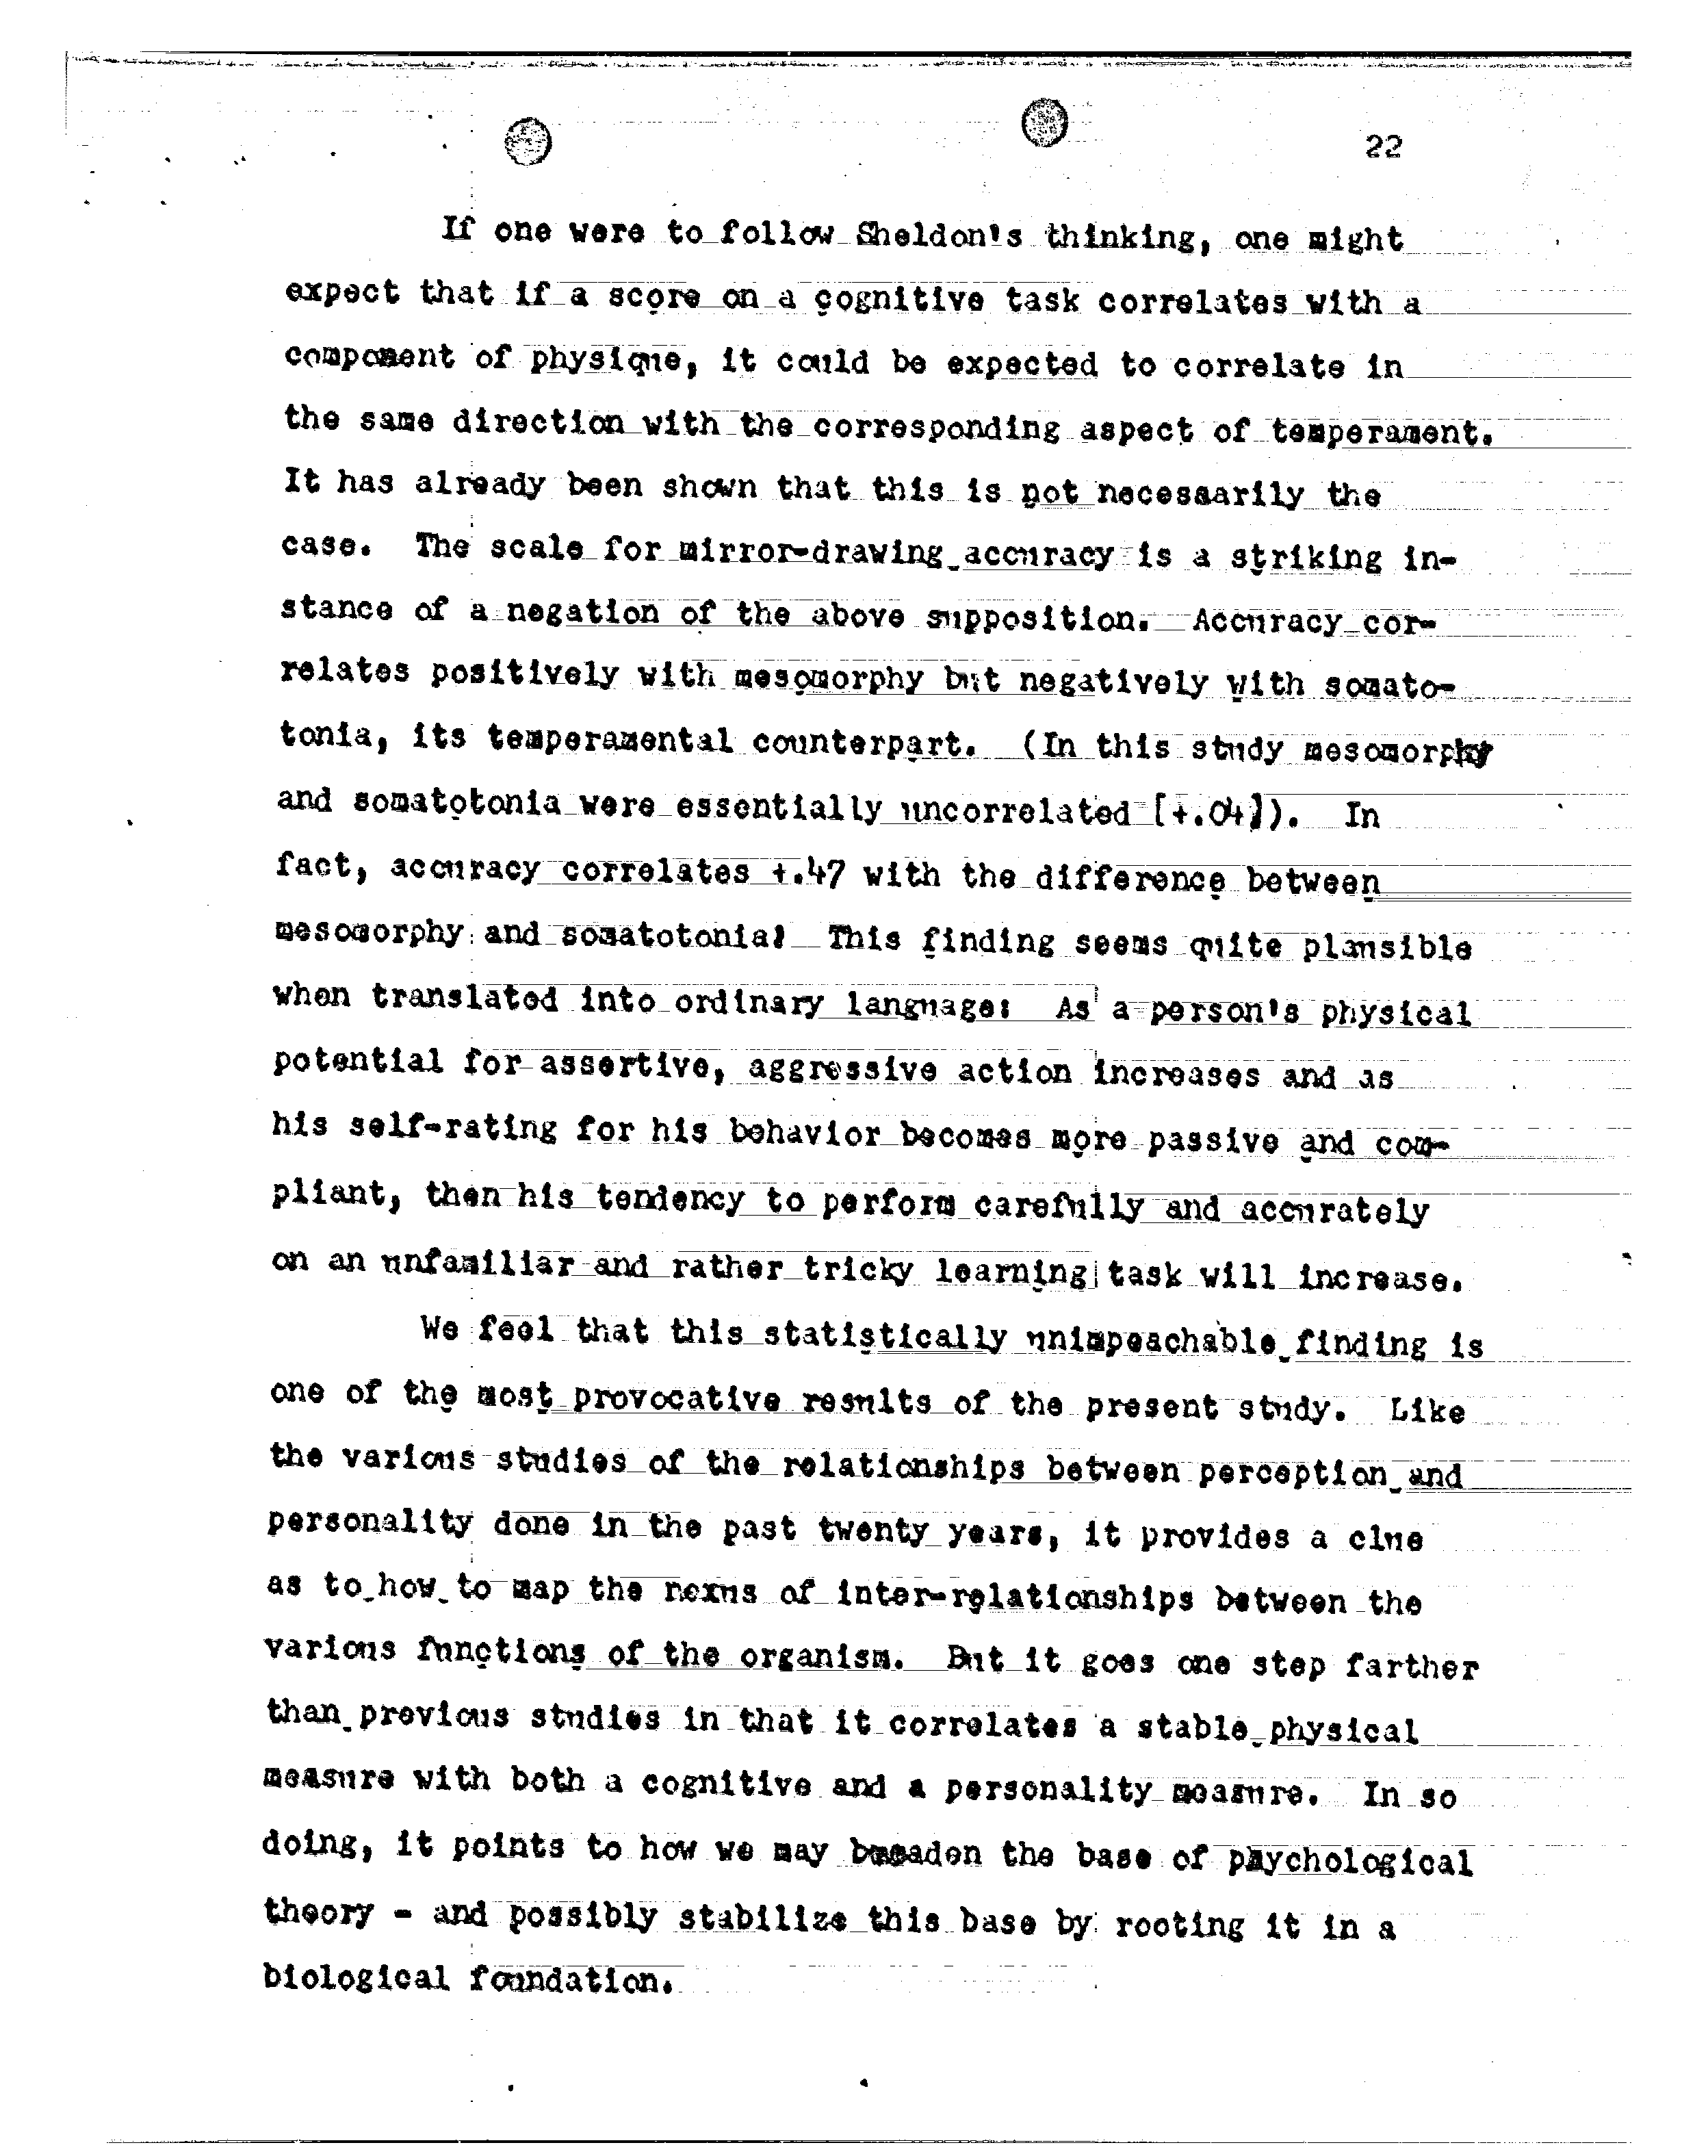 22
If one were to follow Sheldon's thinking, one might
expect that if a score on a cognitive task correlates with a
component of physique, it could be expected to correlate in
the same direction with the corresponding aspect of temperament.
It has already been shown that this is not necessarily the
case. The scale for mirror-drawing accuracy is a striking in-
stance of a negation of the above supposition. Accuracy cor-
relates positively with mesomorphy but negatively with somato-
tonia, its temperamental counterpart. (In this study mesomorphy
and somatotonia were essentially uncorrelated [+.04]). In
fact, accuracy correlates +.47 with the difference between
mesomorphy and somatotonia! This finding seems quite plausible
when translated into ordinary language: As a person's physical
potential for assertive, aggressive action increases and as
his self-rating for his behavior becomes more passive and com-
pliant, then his tendency to perform carefully and accurately
on an unfamiliar and rather tricky learning task will increase.
We feel that this statistically unimpeachable finding is
one of the most provocative results of the present study. Like
the various studies of the relationships between perception and
personality done in the past twenty years, it provides a clue
as to how to map the nexus of inter-relationships between the
various functions of the organism. But it goes one step farther
than previous studies in that it correlates a stable physical
measure with both a cognitive and a personality measure. In so
doing, it points to how we may broaden the base of psychological
theory - and possibly stabilize this base by rooting it in a
biological foundation.